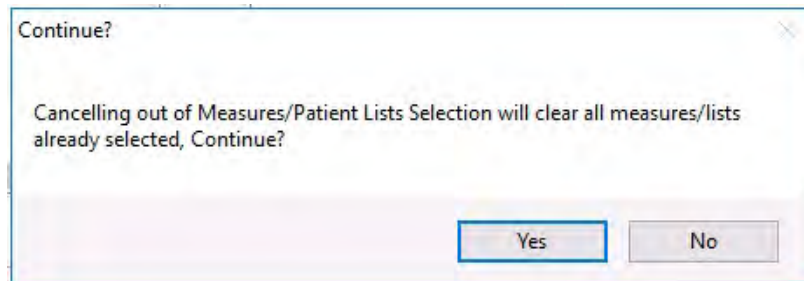 Continue?
Cancelling out of Measures/Patient Lists Selection will clear all measures/lists
already selected, Continue?
Yes No